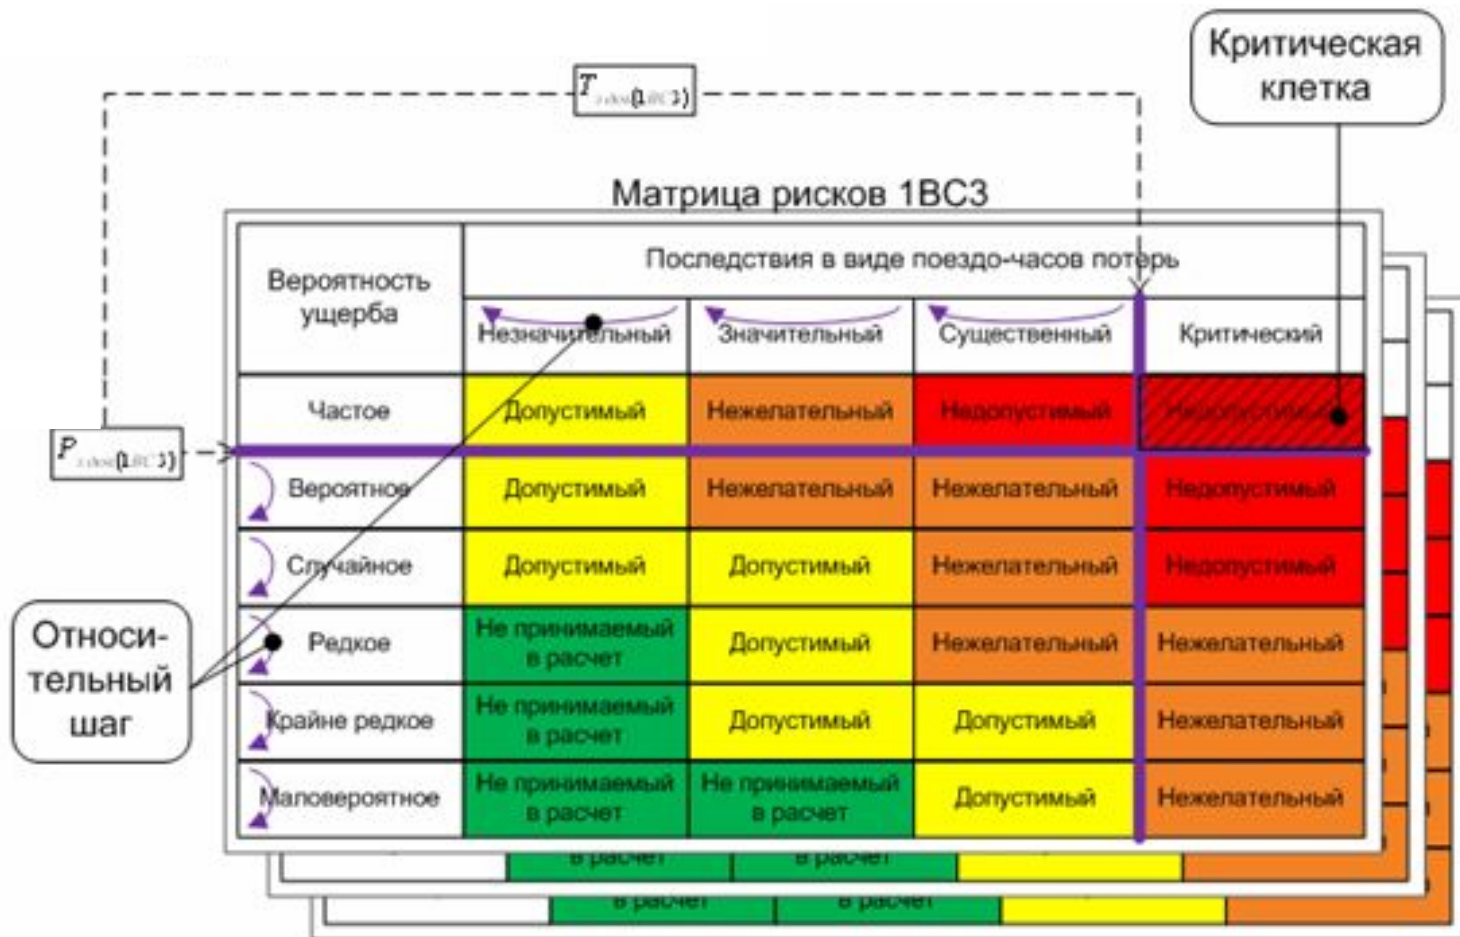 Критическая
клетка
T
(1ВС3)
Матрица рисков 1ВС3
Вероятность
ущерба
Последствия в виде поездо-часов потерь
Незначительный
Значительный
Существенный
Критический
Частое
Допустимый
Нежелательный
Недопустимый
Недопустимый
P
(1ВС3)
Вероятное
Допустимый
Нежелательный
Нежелательный
Недопустимый
Случайное
Допустимый
Допустимый
Нежелательный
Недопустимый
Относи-
тельный
шаг
Редкое
Не принимаемый
в расчет
Допустимый
Нежелательный
Нежелательный
Крайне редкое
Не принимаемый
в расчет
Допустимый
Допустимый
Нежелательный
Маловероятное
Не принимаемый
в расчет
Не принимаемый
в расчет
Допустимый
Нежелательный
в расчет
в расчет
в расчет
в расчет